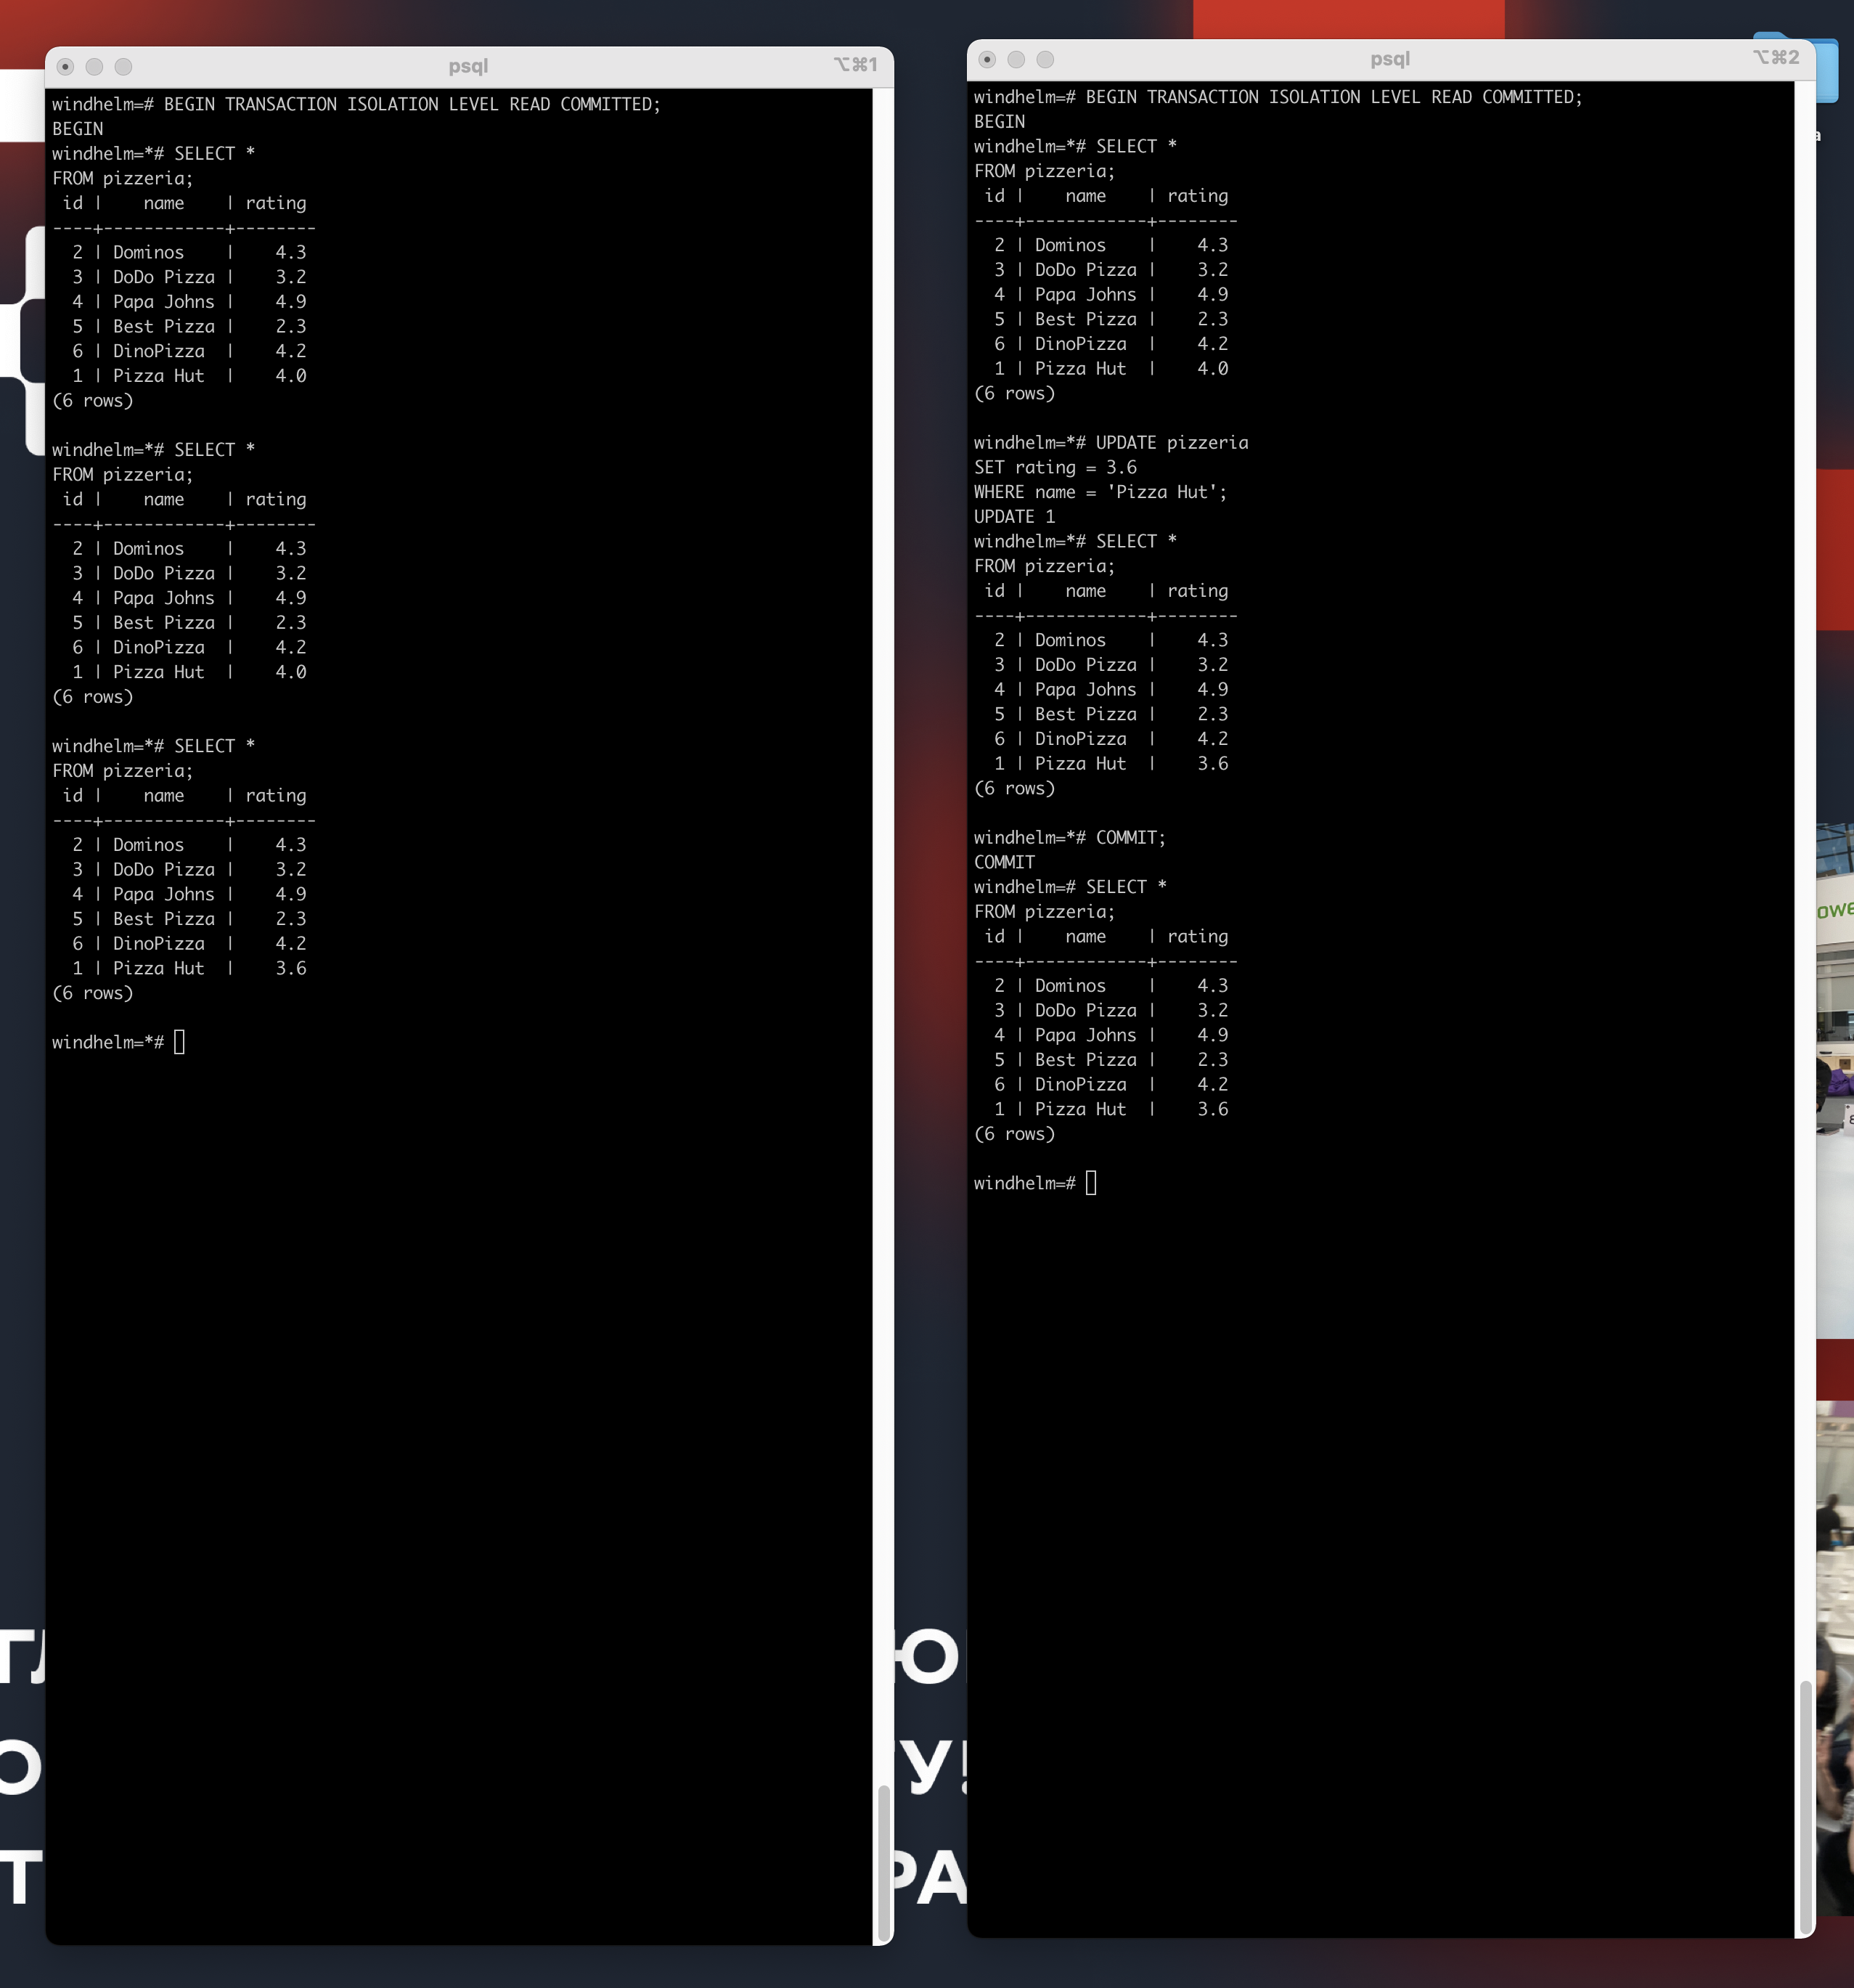 psql
⌥⌘1
windhelm=# BEGIN TRANSACTION ISOLATION LEVEL READ COMMITTED;
BEGIN
windhelm=*# SELECT *
FROM pizzeria;
 id |    name    | rating
----+------------+--------
  2 | Dominos    |    4.3
  3 | DoDo Pizza |    3.2
  4 | Papa Johns |    4.9
  5 | Best Pizza |    2.3
  6 | DinoPizza  |    4.2
  1 | Pizza Hut  |    4.0
(6 rows)
windhelm=*# SELECT *
FROM pizzeria;
 id |    name    | rating
----+------------+--------
  2 | Dominos    |    4.3
  3 | DoDo Pizza |    3.2
  4 | Papa Johns |    4.9
  5 | Best Pizza |    2.3
  6 | DinoPizza  |    4.2
  1 | Pizza Hut  |    4.0
(6 rows)
windhelm=*# SELECT *
FROM pizzeria;
 id |    name    | rating
----+------------+--------
  2 | Dominos    |    4.3
  3 | DoDo Pizza |    3.2
  4 | Papa Johns |    4.9
  5 | Best Pizza |    2.3
  6 | DinoPizza  |    4.2
  1 | Pizza Hut  |    3.6
(6 rows)
windhelm=*#
psql
⌥⌘2
windhelm=# BEGIN TRANSACTION ISOLATION LEVEL READ COMMITTED;
BEGIN
windhelm=*# SELECT *
FROM pizzeria;
 id |    name    | rating
----+------------+--------
  2 | Dominos    |    4.3
  3 | DoDo Pizza |    3.2
  4 | Papa Johns |    4.9
  5 | Best Pizza |    2.3
  6 | DinoPizza  |    4.2
  1 | Pizza Hut  |    4.0
(6 rows)
windhelm=*# UPDATE pizzeria
SET rating = 3.6
WHERE name = 'Pizza Hut';
UPDATE 1
windhelm=*# SELECT *
FROM pizzeria;
 id |    name    | rating
----+------------+--------
  2 | Dominos    |    4.3
  3 | DoDo Pizza |    3.2
  4 | Papa Johns |    4.9
  5 | Best Pizza |    2.3
  6 | DinoPizza  |    4.2
  1 | Pizza Hut  |    3.6
(6 rows)
windhelm=*# COMMIT;
COMMIT
windhelm=# SELECT *
FROM pizzeria;
 id |    name    | rating
----+------------+--------
  2 | Dominos    |    4.3
  3 | DoDo Pizza |    3.2
  4 | Papa Johns |    4.9
  5 | Best Pizza |    2.3
  6 | DinoPizza  |    4.2
  1 | Pizza Hut  |    3.6
(6 rows)
windhelm=#